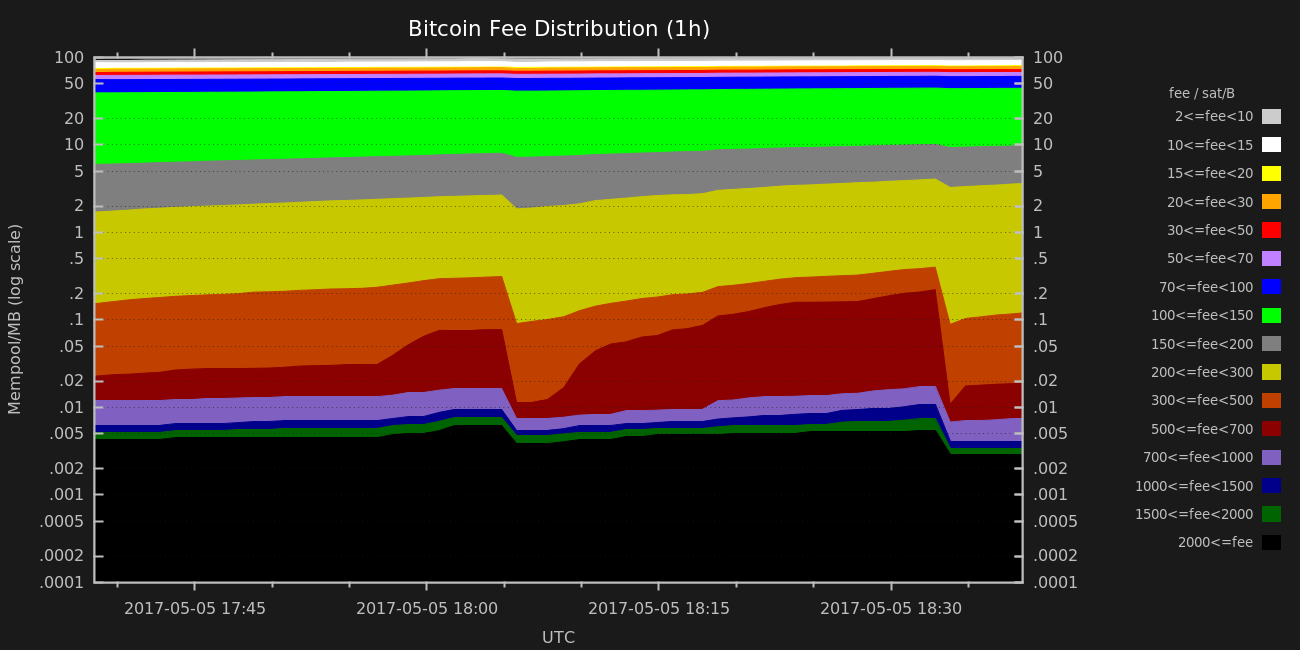 Bitcoin Fee Distribution (1h)
Mempool/MB (log scale)
100
50
20
10
5
2
1
.5
.2
.1
.05
.02
.01
.005
.002
.001
.0005
.0002
.0001
100
50
20
10
5
2
1
.5
.2
.1
.05
.02
.01
.005
.002
.001
.0005
.0002
.0001
2017-05-05 17:45
2017-05-05 18:00
2017-05-05 18:15
2017-05-05 18:30
UTC
fee / sat/B
2<=fee<10
10<=fee<15
15<=fee<20
20<=fee<30
30<=fee<50
50<=fee<70
70<=fee<100
100<=fee<150
150<=fee<200
200<=fee<300
300<=fee<500
500<=fee<700
700<=fee<1000
1000<=fee<1500
1500<=fee<2000
2000<=fee